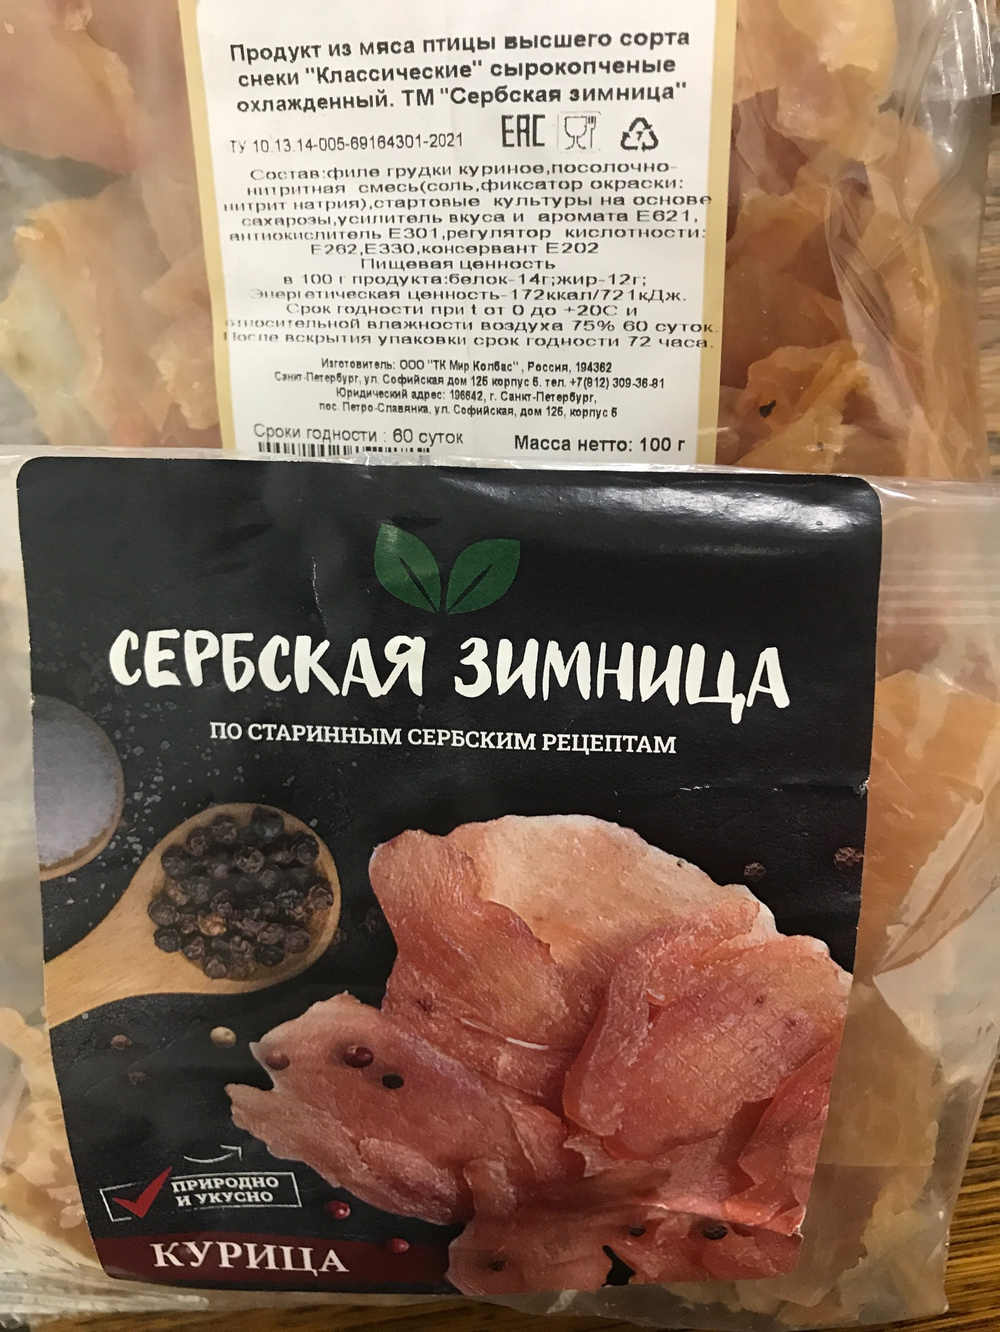 Продукт из мяса птицы высшего сорта
снеки "Классические" сырокопченые
охлажденный. ТМ "Сербская зимница"
ТУ 10.13.14-005-69164301-2021
EAC
7
Состав:филе грудки куриное,посолочно-
нитритная смесь(соль,фиксатор окраски:
нитрит натрия),стартовые культуры на основе
сахарозы,усилитель вкуса и аромата Е621,
антиокислитель Е301,регулятор кислотности:
Е262,Е330,консервант Е202
Пищевая ценность
в 100 г продукта:белок-14г;жир-12г;
Энергетическая ценность-172ккал/721кДж.
Срок годности при t от 0 до +20С и
относительной влажности воздуха 75% 60 суток.
После вскрытия упаковки срок годности 72 часа.
Изготовитель: ООО "ТК Мир Колбас", Россия, 194362
Санкт-Петербург, ул. Софийская дом 126 корпус 6. тел. +7(812) 309-36-81
Юридический адрес: 196642, г. Санкт-Петербург,
пос. Петро-Славянка, ул. Софийская, дом 126, корпус 6
Сроки годности : 60 суток
Масса нетто: 100 г
СЕРБСКАЯ ЗИМНИЦА
ПО СТАРИННЫМ СЕРБСКИМ РЕЦЕПТАМ
ПРИРОДНО
И УКУСНО
КУРИЦА